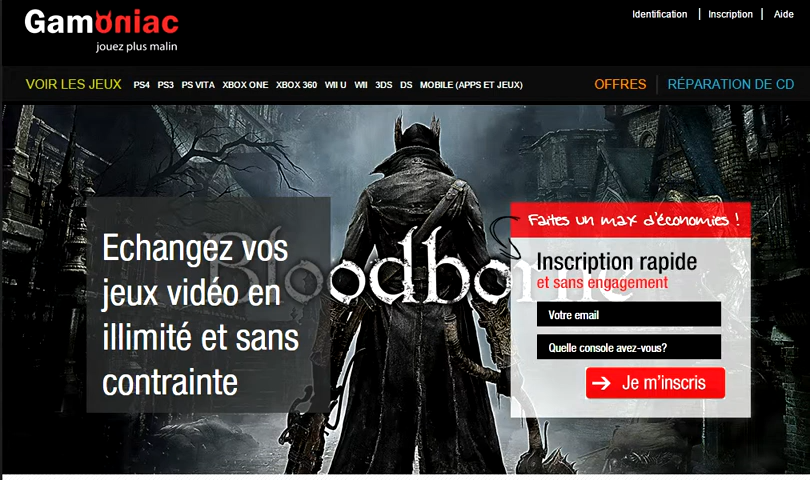 Gamoniac
jouez plus malin
Identification | Inscription | Aide
VOIR LES JEUX PS4 PS3 PS VITA XBOX ONE XBOX 360 WII U WII 3DS DS MOBILE (APPS ET JEUX) OFFRES | RÉPARATION DE CD
Echangez vos
jeux vidéo en
illimité et sans
contrainte
Bloodborne
Faites un max d'économies !
Inscription rapide
et sans engagement
Votre email
Quelle console avez-vous?
Je m'inscris